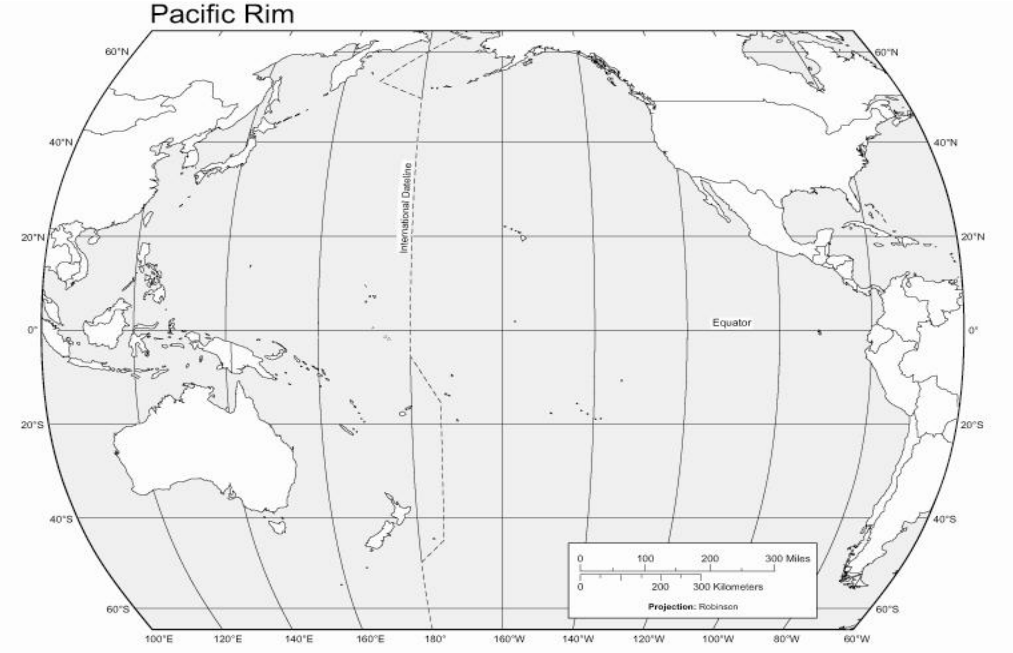 Pacific Rim
60°N
60°N
40°N
40°N
International Dateline
20°N
20°N
Equator
0°
0°
20°S
20°S
40°S
40°S
0 100 200 300 Miles
0 200 300 Kilometers
Projection: Robinson
60°S
60°S
100°E 120°E 140°E 160°E 180° 160°W 140°W 120°W 100°W 80°W 60°W